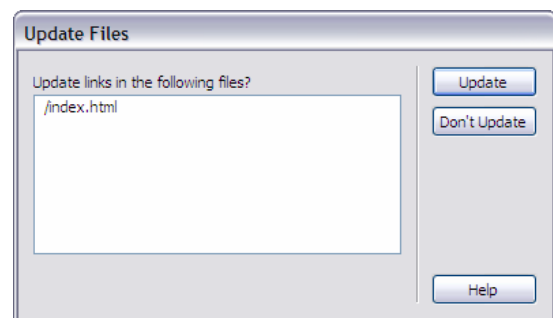 Update Files
Update links in the following files?
/index.html
Update
Don't Update
Help